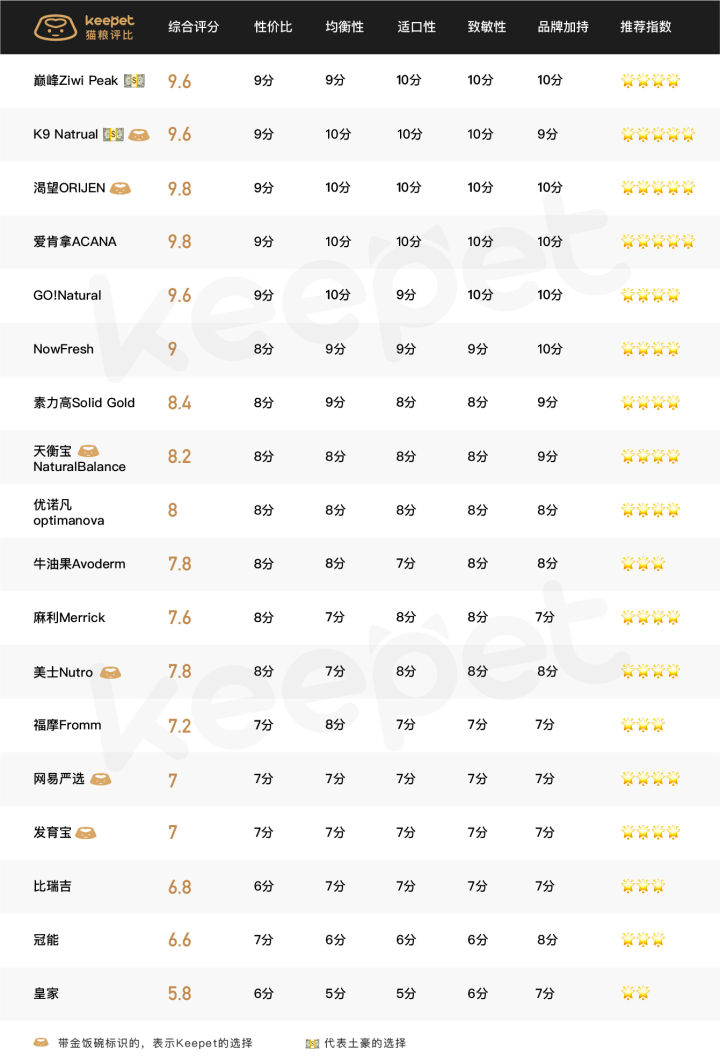 keepet
猫粮评比
综合评分 性价比 均衡性 适口性 致敏性 品牌加持 推荐指数
巅峰Ziwi Peak 9.6 9分 9分 10分 10分 10分
K9 Natrual 9.6 9分 10分 10分 10分 9分
渴望ORIJEN 9.8 9分 10分 10分 10分 10分
爱肯拿ACANA 9.8 9分 10分 10分 10分 10分
GO!Natural 9.6 9分 10分 9分 10分 10分
NowFresh 9 8分 9分 9分 9分 10分
素力高Solid Gold 8.4 8分 9分 8分 8分 9分
天衡宝
NaturalBalance 8.2 8分 8分 8分 8分 9分
优诺凡
optimanova 8 8分 8分 8分 8分 8分
牛油果Avoderm 7.8 8分 8分 7分 8分 8分
麻利Merrick 7.6 8分 7分 8分 8分 7分
美士Nutro 7.8 8分 7分 8分 8分 8分
福摩Fromm 7.2 7分 8分 7分 7分 7分
网易严选 7 7分 7分 7分 7分 7分
发育宝 7 7分 7分 7分 7分 7分
比瑞吉 6.8 6分 7分 7分 7分 7分
冠能 6.6 7分 6分 6分 6分 8分
皇家 5.8 6分 5分 5分 6分 7分
带金饭碗标识的，表示Keepet的选择 代表土豪的选择
keepet
keepet